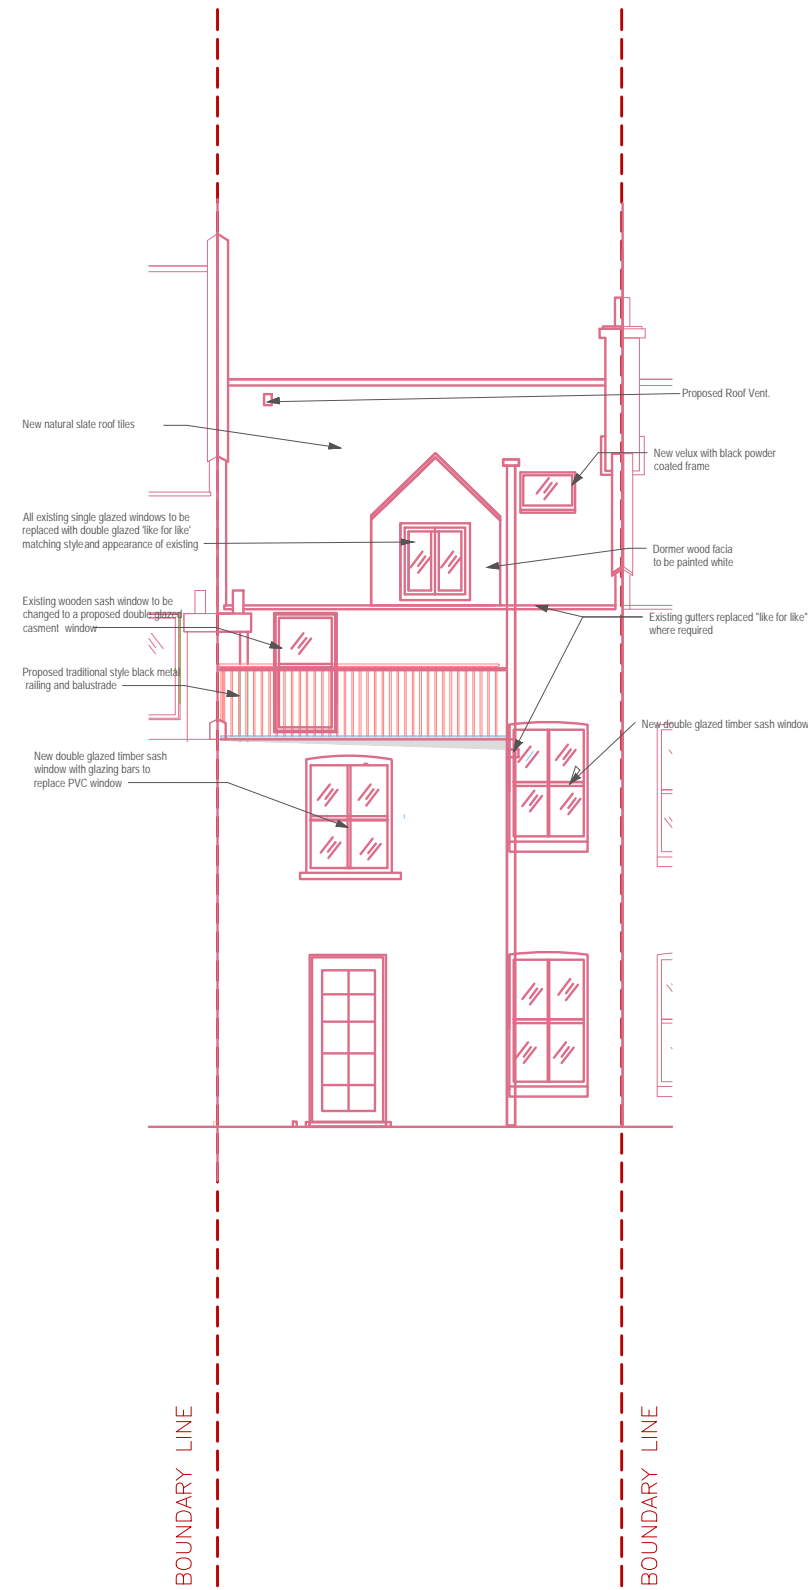 Proposed Roof Vent.
New natural slate roof tiles
New velux with black powder
coated frame
All existing single glazed windows to be
replaced with double glazed 'like for like'
matching style and appearance of existing
Dormer wood facia
to be painted white
Existing wooden sash window to be
changed to a proposed double glazed
casment window
Existing gutters replaced "like for like"
where required
Proposed traditional style black metal
railing and balustrade
New double glazed timber sash window
New double glazed timber sash
window with glazing bars to
replace PVC window
BOUNDARY LINE
BOUNDARY LINE